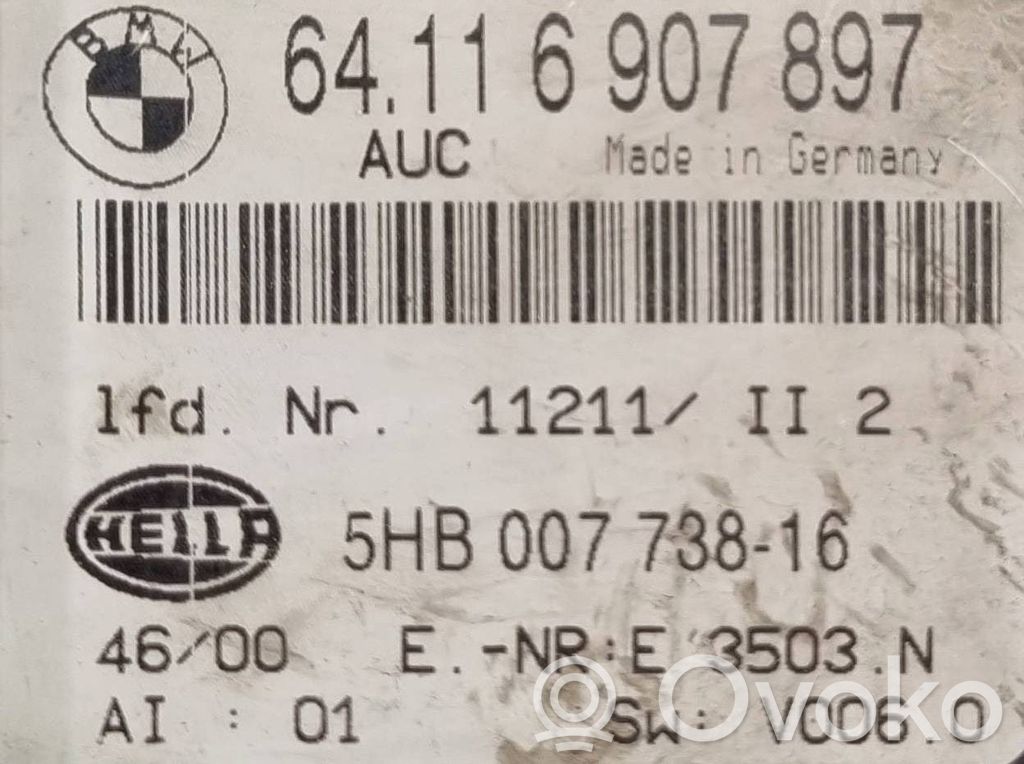 BMW
64.11 6 907 897
AUC Made in Germany
lfd. Nr. 11211/ II 2
HELLA 5HB 007 738-16
46/00 E.-NR:E 3503.N
AI : 01 Sw: V006.0
Ovoko